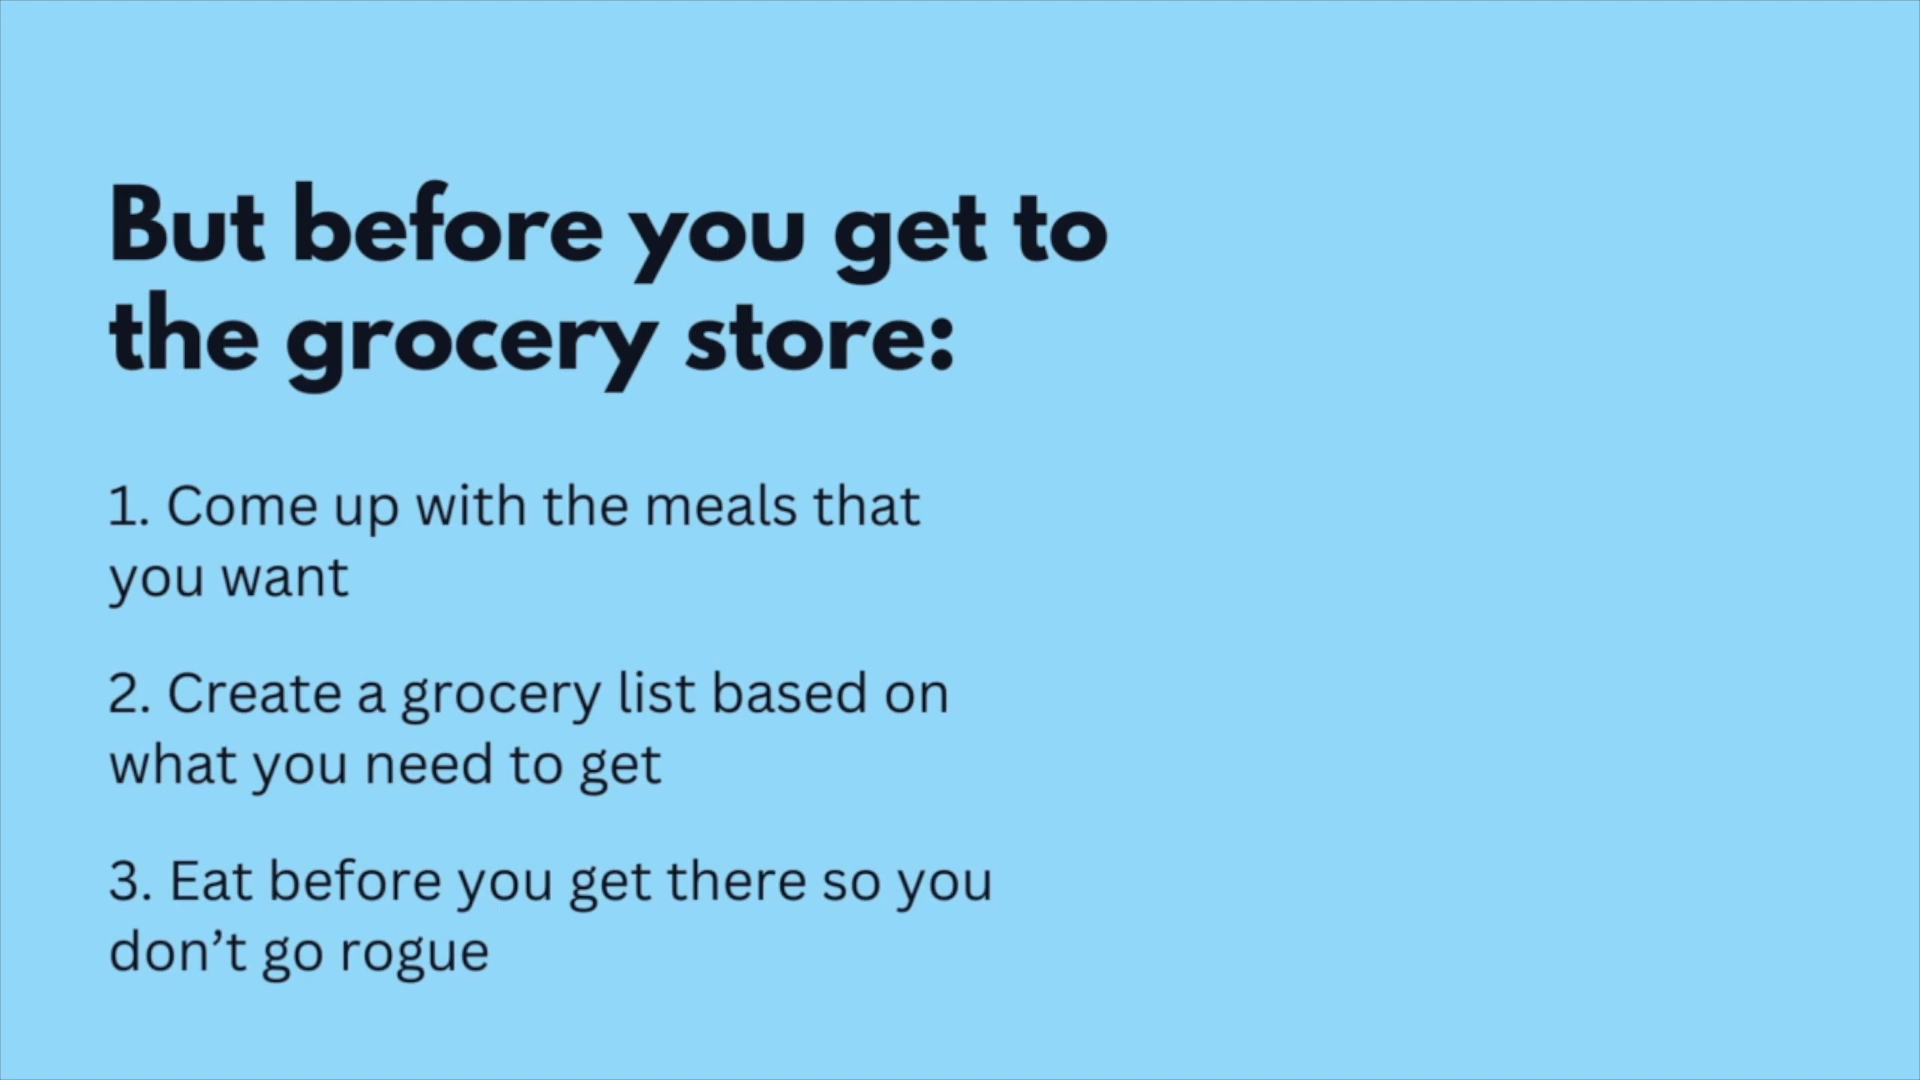 But before you get to
the grocery store:
1. Come up with the meals that
you want
2. Create a grocery list based on
what you need to get
3. Eat before you get there so you
don’t go rogue